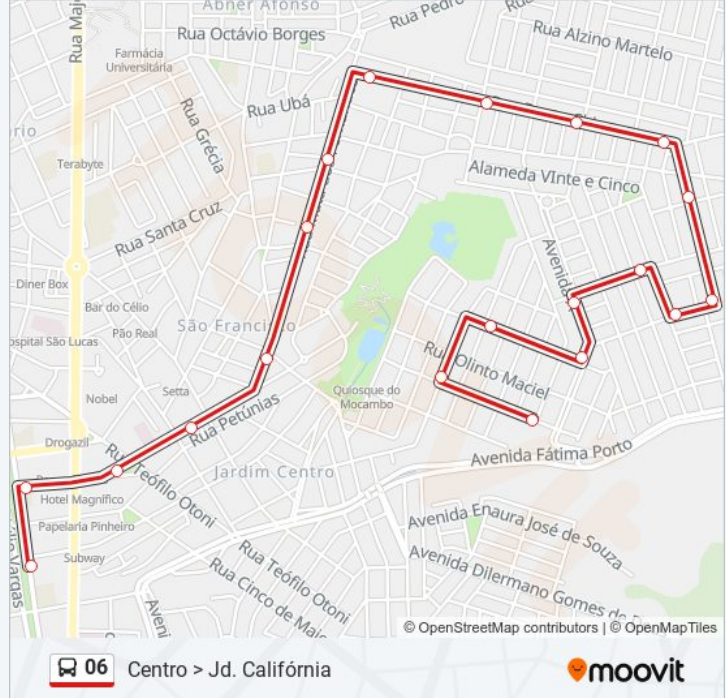 Abner Afonso
Rua Pedro
Rua Octávio Borges
Rua Alzino Martelo
Rua Maj
Farmácia
Universitária
Rua Ubá
Rua Grécia
Terabyte
Alameda VInte e Cinco
Rua Santa Cruz
Avenida
Diner Box
Bar do Célio
São Francisco
Pão Real
ospital São Lucas
Rua Olinto Maciel
Setta
Nobel
Quiosque do
Mocambo
Rua Petúnias
Drogazil
Rua Teófilo Otoni
Jardim Centro
Avenida Fátima Porto
Hotel Magnífico
Papelaria Pinheiro
Avenida Enaura José de Souza
Subway
Vargas
Rua Teófilo Otoni
Rua Cinco de Maio
Aveni
Avenida Dilermano Gomes de
© OpenStreetMap contributors | © OpenMapTiles
06 Centro > Jd. Califórnia
moovit